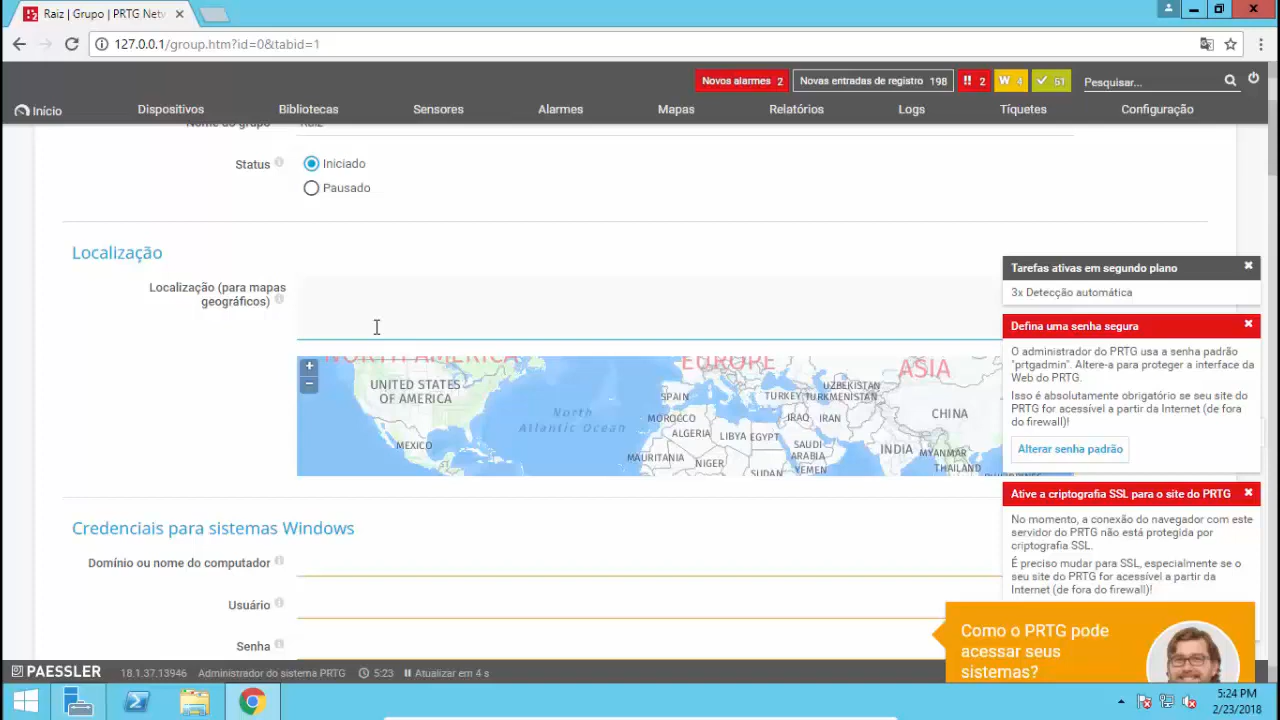 Raiz | Grupo | PRTG Netw
127.0.0.1/group.htm?id=0&tabid=1
Novos alarmes 2
Novas entradas de registro 198
!! 2
W 4
61
Pesquisar...
Início
Dispositivos
Bibliotecas
Sensores
Alarmes
Mapas
Relatórios
Logs
Tíquetes
Configuração
Nome do grupo
Raiz
Status
Iniciado
Pausado
Localização
Localização (para mapas
geográficos)
+
−
NORTH AMERICA
EUROPE
ASIA
UNITED STATES
OF AMERICA
MEXICO
North
Atlantic Ocean
SPAIN
MOROCCO
ALGERIA
LIBYA
EGYPT
MAURITANIA
NIGER
SUDAN
TURKEY
IRAQ
IRAN
SAUDI
ARABIA
YEMEN
UZBEKISTAN
TURKMENISTAN
CHINA
INDIA
MYANMAR
THAILAND
Credenciais para sistemas Windows
Domínio ou nome do computador
Usuário
Senha
Tarefas ativas em segundo plano
3x Detecção automática
Defina uma senha segura
O administrador do PRTG usa a senha padrão
"prtgadmin". Altere-a para proteger a interface da
Web do PRTG.
Isso é absolutamente obrigatório se seu site do
PRTG for acessível a partir da Internet (de fora
do firewall)!
Alterar senha padrão
Ative a criptografia SSL para o site do PRTG
No momento, a conexão do navegador com este
servidor do PRTG não está protegida por
criptografia SSL.
É preciso mudar para SSL, especialmente se o
seu site do PRTG for acessível a partir da
Internet (de fora do firewall)!
Como o PRTG pode
acessar seus
sistemas?
PAESSLER
18.1.37.13946
Administrador do sistema PRTG
5:23
Atualizar em 4 s
5:24 PM
2/23/2018